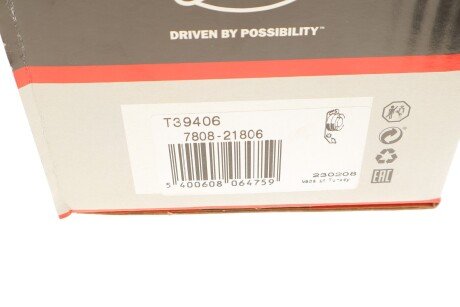 DRIVEN BY POSSIBILITY™
T39406
7808-21806
5 400608 064759
230208
Made in Turkey
EAC